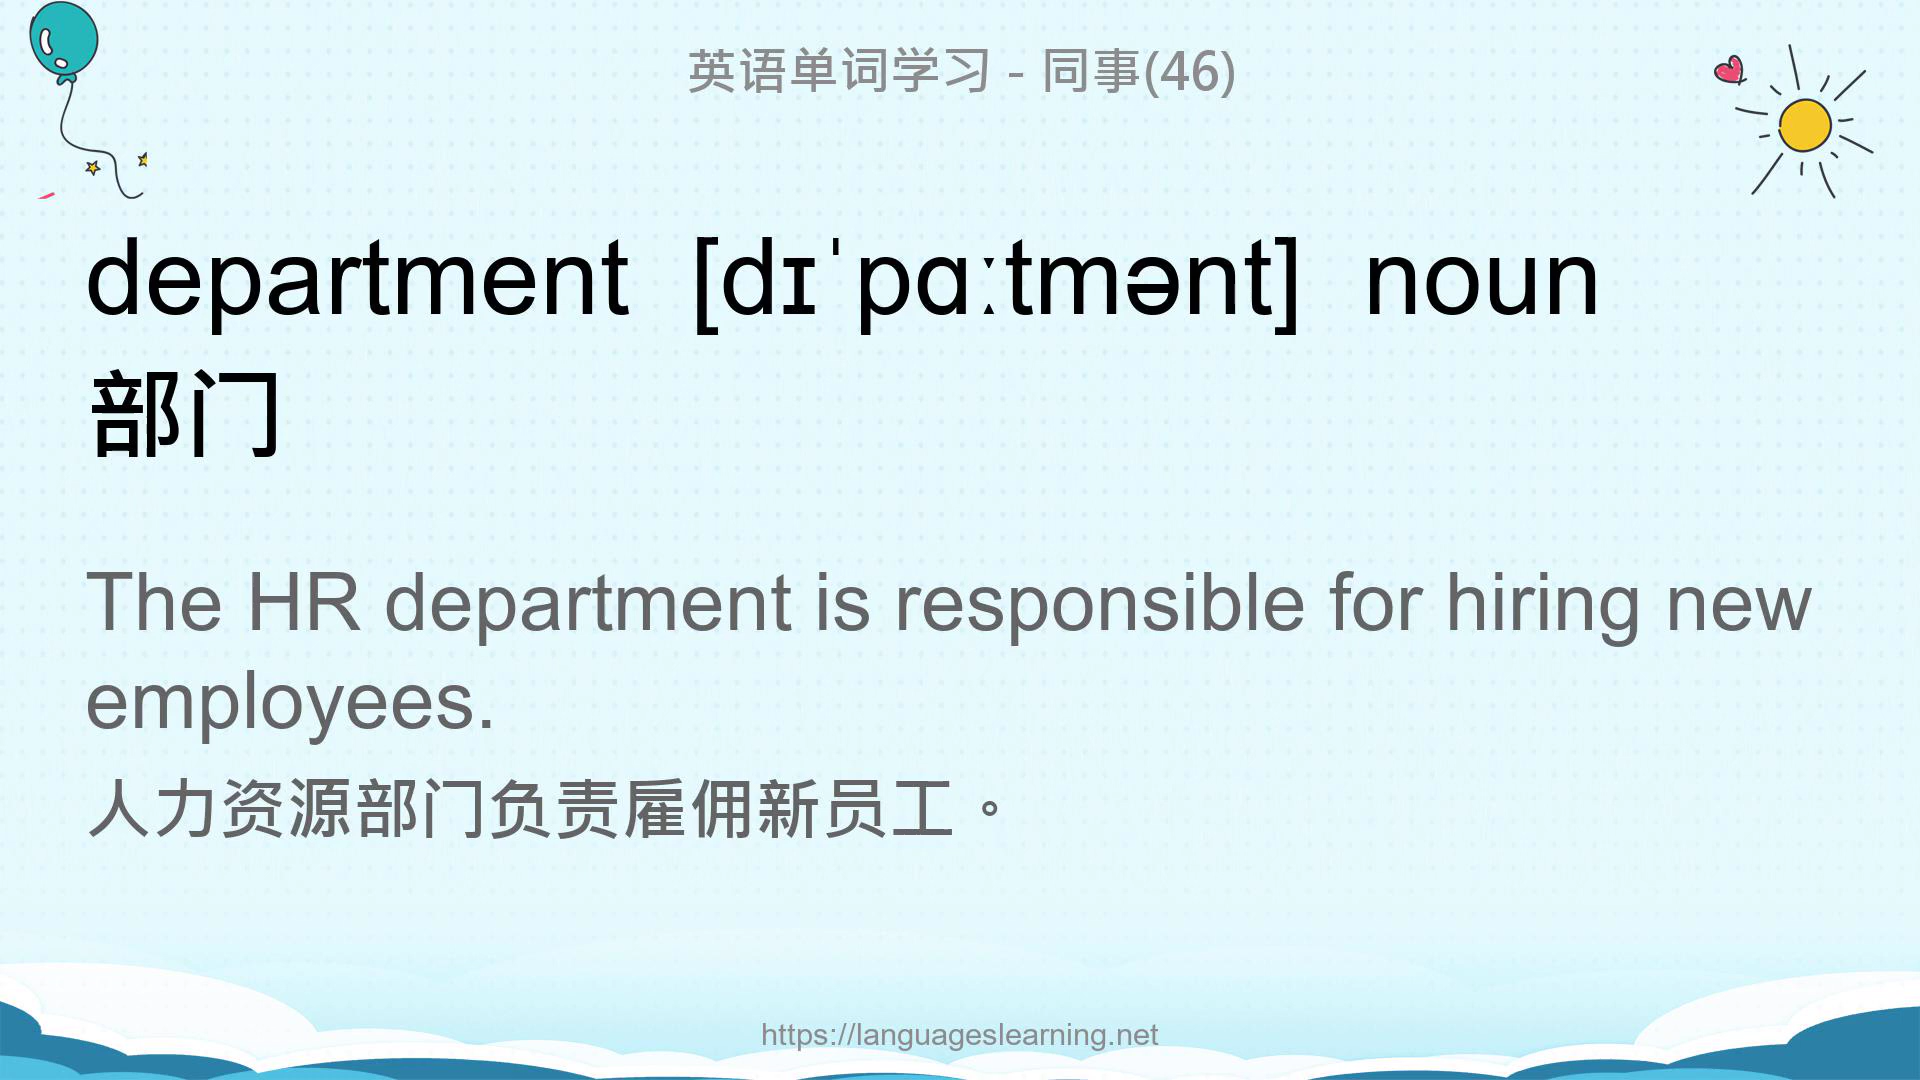 英语单词学习 - 同事(46)
department [dɪˈpɑːtmənt] noun
部门
The HR department is responsible for hiring new
employees.
人力资源部门负责雇佣新员工。
https://languageslearning.net